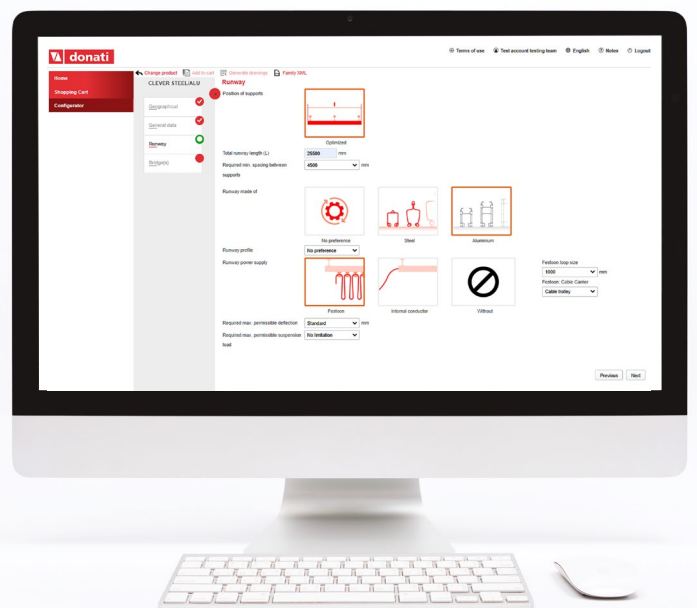 donati
Terms of use Test account testing team English Notes Logout
Home
Shopping Cart
Configurator
Change product Add to cart Generate drawings Family XML
CLEVER STEEL/ALU
Geographical
General data
Runway
Bridge(s)
Runway
Position of supports
Optimized
Total runway length (L) 25500 mm
Required min. spacing between supports 4500 mm
Runway made of
No preference Steel Aluminium
Runway profile No preference
Runway power supply
Festoon Internal conductor Without
Festoon loop size
1000 mm
Festoon: Cable Carrier
Cable trolley
Required max. permissible deflection Standard mm
Required max. permissible suspension load No limitation
Previous Next